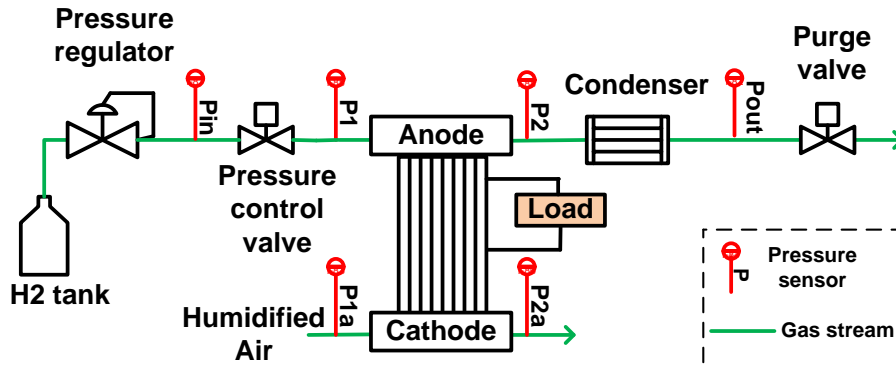 Pressure
regulator
Pin
P1
P2
Condenser
Pout
Purge
valve
Anode
Pressure
control
valve
Load
H2 tank
P1a
P2a
Humidified
Air
Cathode
P
Pressure
sensor
Gas stream